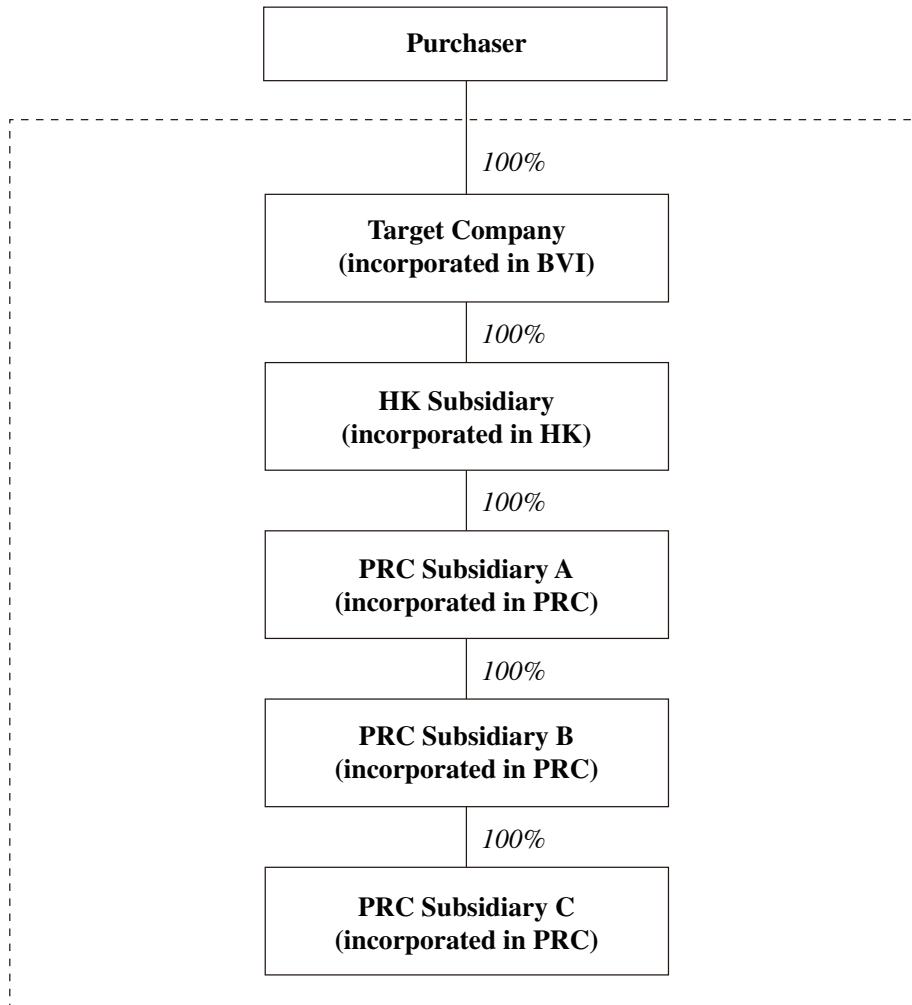 Purchaser
100%
Target Company
(incorporated in BVI)
100%
HK Subsidiary
(incorporated in HK)
100%
PRC Subsidiary A
(incorporated in PRC)
100%
PRC Subsidiary B
(incorporated in PRC)
100%
PRC Subsidiary C
(incorporated in PRC)